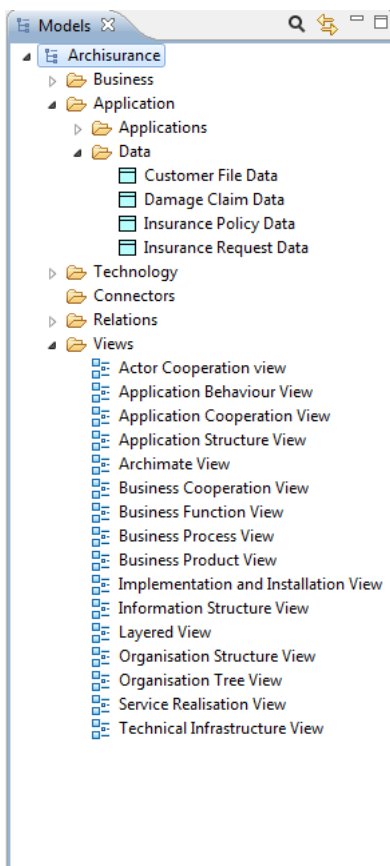 Models
Archisurance
Business
Application
Applications
Data
Customer File Data
Damage Claim Data
Insurance Policy Data
Insurance Request Data
Technology
Connectors
Relations
Views
Actor Cooperation view
Application Behaviour View
Application Cooperation View
Application Structure View
Archimate View
Business Cooperation View
Business Function View
Business Process View
Business Product View
Implementation and Installation View
Information Structure View
Layered View
Organisation Structure View
Organisation Tree View
Service Realisation View
Technical Infrastructure View